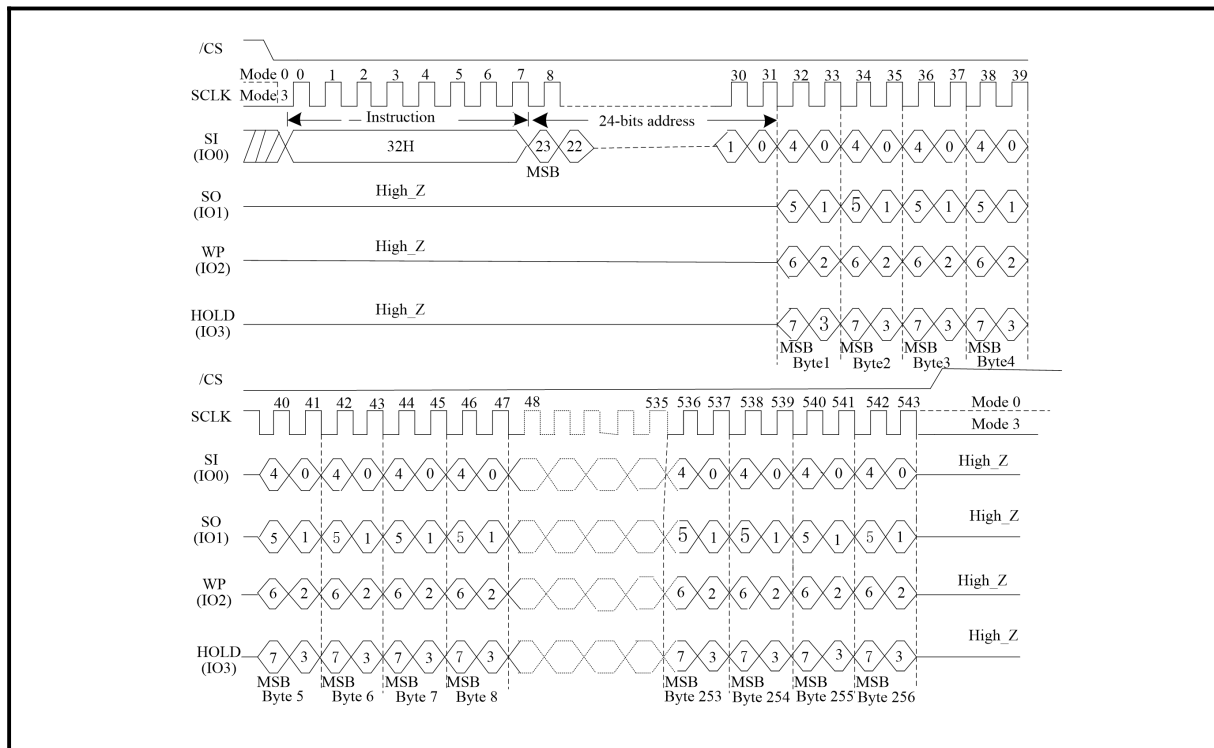 /CS
Mode 0 0 1 2 3 4 5 6 7 8 30 31 32 33 34 35 36 37 38 39
SCLK Mode 3
Instruction 24-bits address
SI
(IO0)
32H 23 22 1 0 4 0 4 0 4 0 4 0
MSB
High_Z
SO
(IO1)
5 1 5 1 5 1 5 1
High_Z
WP
(IO2)
6 2 6 2 6 2 6 2
High_Z
HOLD
(IO3)
7 3 7 3 7 3 7 3
MSB MSB MSB MSB
Byte1 Byte2 Byte3 Byte4
/CS
40 41 42 43 44 45 46 47 48 535 536 537 538 539 540 541 542 543 Mode 0
SCLK
Mode 3
SI
(IO0)
4 0 4 0 4 0 4 0 4 0 4 0 4 0 4 0 High_Z
SO
(IO1)
5 1 5 1 5 1 5 1 5 1 5 1 5 1 5 1 High_Z
WP
(IO2)
6 2 6 2 6 2 6 2 6 2 6 2 6 2 6 2 High_Z
HOLD
(IO3)
7 3 7 3 7 3 7 3 7 3 7 3 7 3 7 3 High_Z
MSB MSB MSB MSB MSB MSB MSB MSB
Byte 5 Byte 6 Byte 7 Byte 8 Byte 253 Byte 254 Byte 255 Byte 256